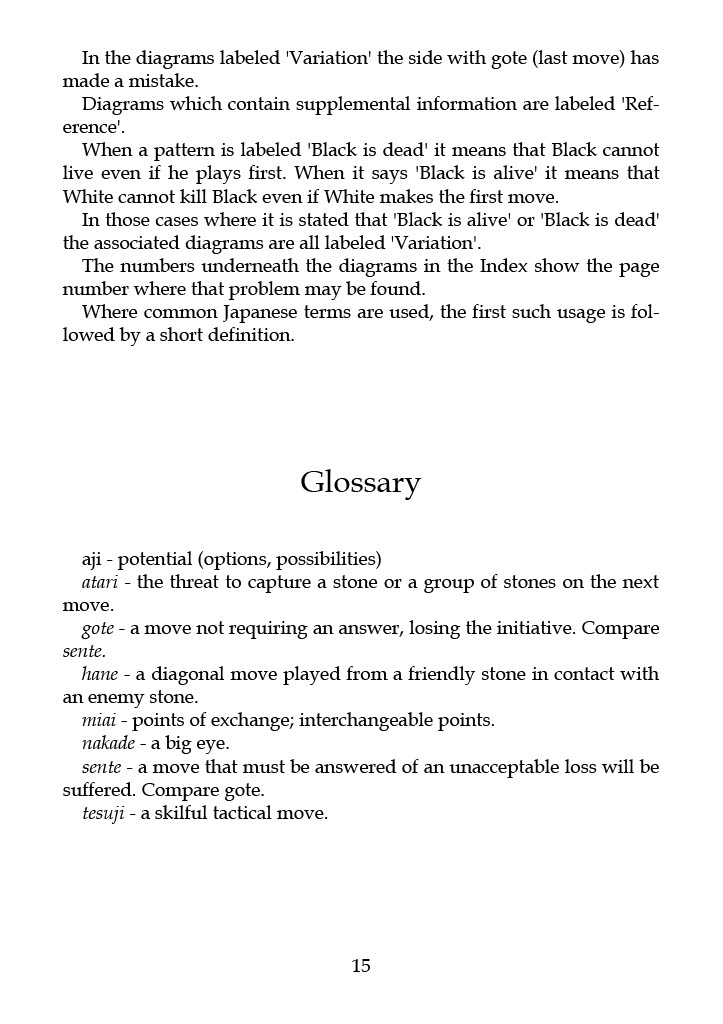 In the diagrams labeled 'Variation' the side with gote (last move) has
made a mistake.
Diagrams which contain supplemental information are labeled 'Ref-
erence'.
When a pattern is labeled 'Black is dead' it means that Black cannot
live even if he plays first. When it says 'Black is alive' it means that
White cannot kill Black even if White makes the first move.
In those cases where it is stated that 'Black is alive' or 'Black is dead'
the associated diagrams are all labeled 'Variation'.
The numbers underneath the diagrams in the Index show the page
number where that problem may be found.
Where common Japanese terms are used, the first such usage is fol-
lowed by a short definition.
Glossary
aji - potential (options, possibilities)
atari - the threat to capture a stone or a group of stones on the next
move.
gote - a move not requiring an answer, losing the initiative. Compare
sente.
hane - a diagonal move played from a friendly stone in contact with
an enemy stone.
miai - points of exchange; interchangeable points.
nakade - a big eye.
sente - a move that must be answered of an unacceptable loss will be
suffered. Compare gote.
tesuji - a skilful tactical move.
15